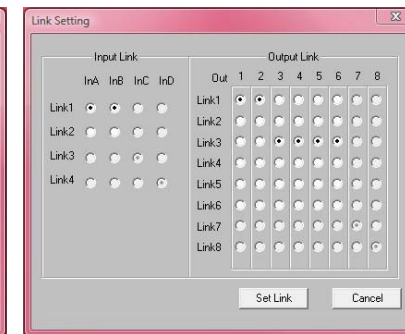 Link Setting
Input Link
InA InB InC InD
Link1
Link2
Link3
Link4
Output Link
Out 1 2 3 4 5 6 7 8
Link1
Link2
Link3
Link4
Link5
Link6
Link7
Link8
Set Link Cancel